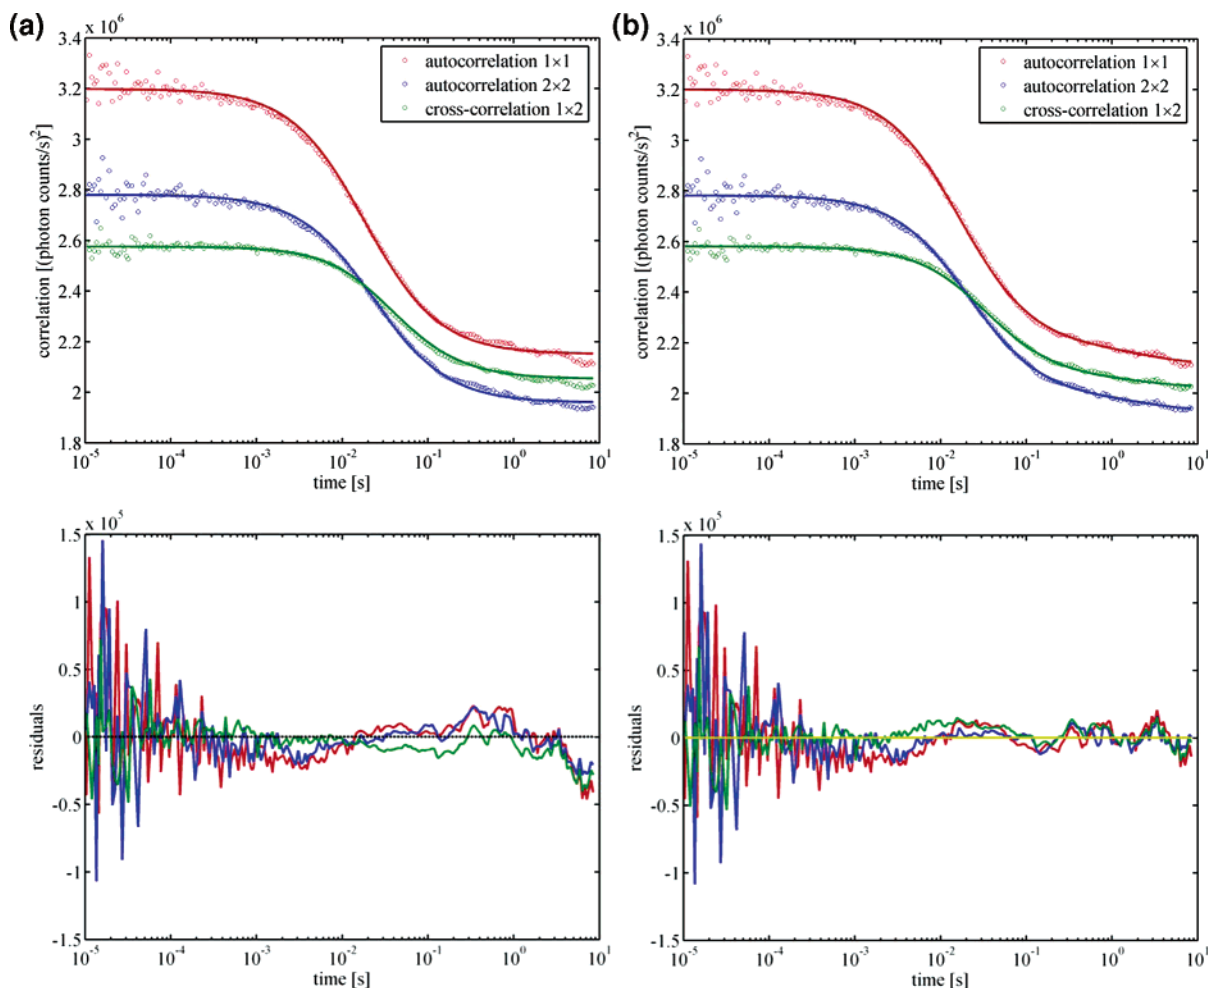 (a)
x 10^6
3.4
3.2
3
2.8
2.6
2.4
2.2
2
1.8
correlation [(photon counts/s)^2]
autocorrelation 1×1
autocorrelation 2×2
cross-correlation 1×2
10^-5 10^-4 10^-3 10^-2 10^-1 10^0 10^1
time [s]
(b)
x 10^6
3.4
3.2
3
2.8
2.6
2.4
2.2
2
1.8
correlation [(photon counts/s)^2]
autocorrelation 1×1
autocorrelation 2×2
cross-correlation 1×2
10^-5 10^-4 10^-3 10^-2 10^-1 10^0 10^1
time [s]
x 10^5
1.5
1
0.5
0
-0.5
-1
-1.5
residuals
10^-5 10^-4 10^-3 10^-2 10^-1 10^0 10^1
time [s]
x 10^5
1.5
1
0.5
0
-0.5
-1
-1.5
residuals
10^-5 10^-4 10^-3 10^-2 10^-1 10^0 10^1
time [s]